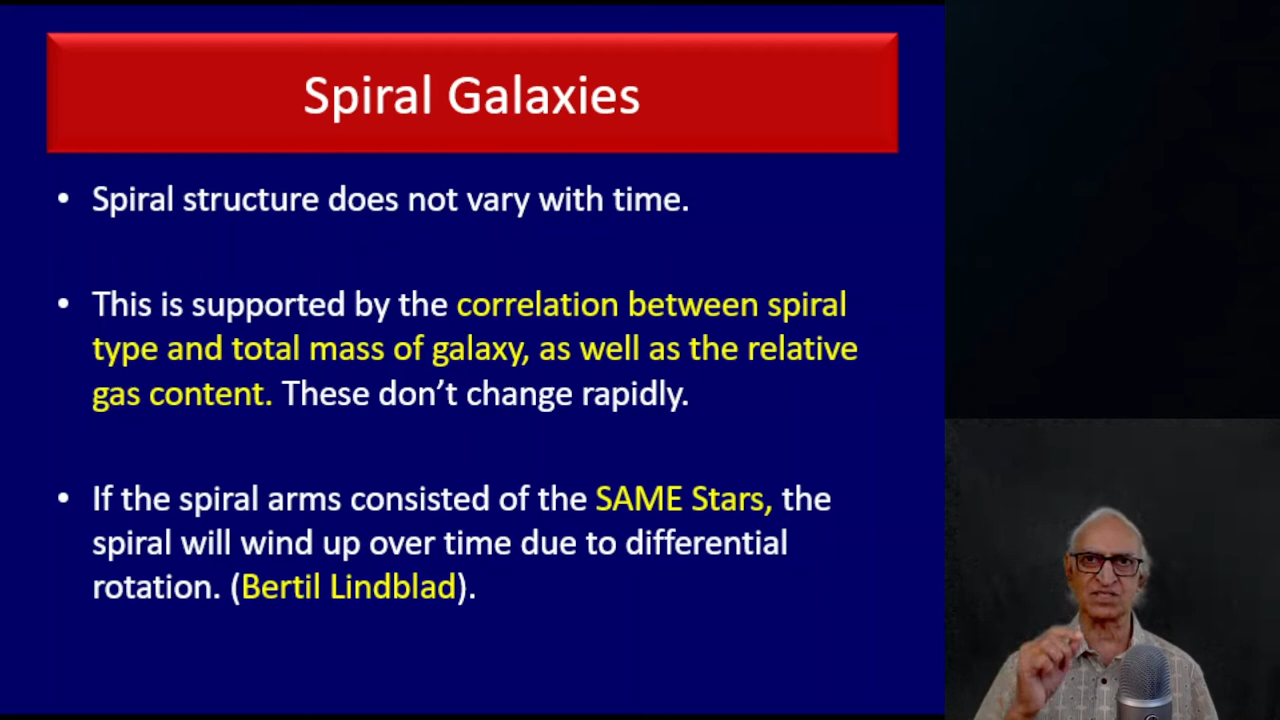 Spiral Galaxies
• Spiral structure does not vary with time.
• This is supported by the correlation between spiral
type and total mass of galaxy, as well as the relative
gas content. These don’t change rapidly.
• If the spiral arms consisted of the SAME Stars, the
spiral will wind up over time due to differential
rotation. (Bertil Lindblad).